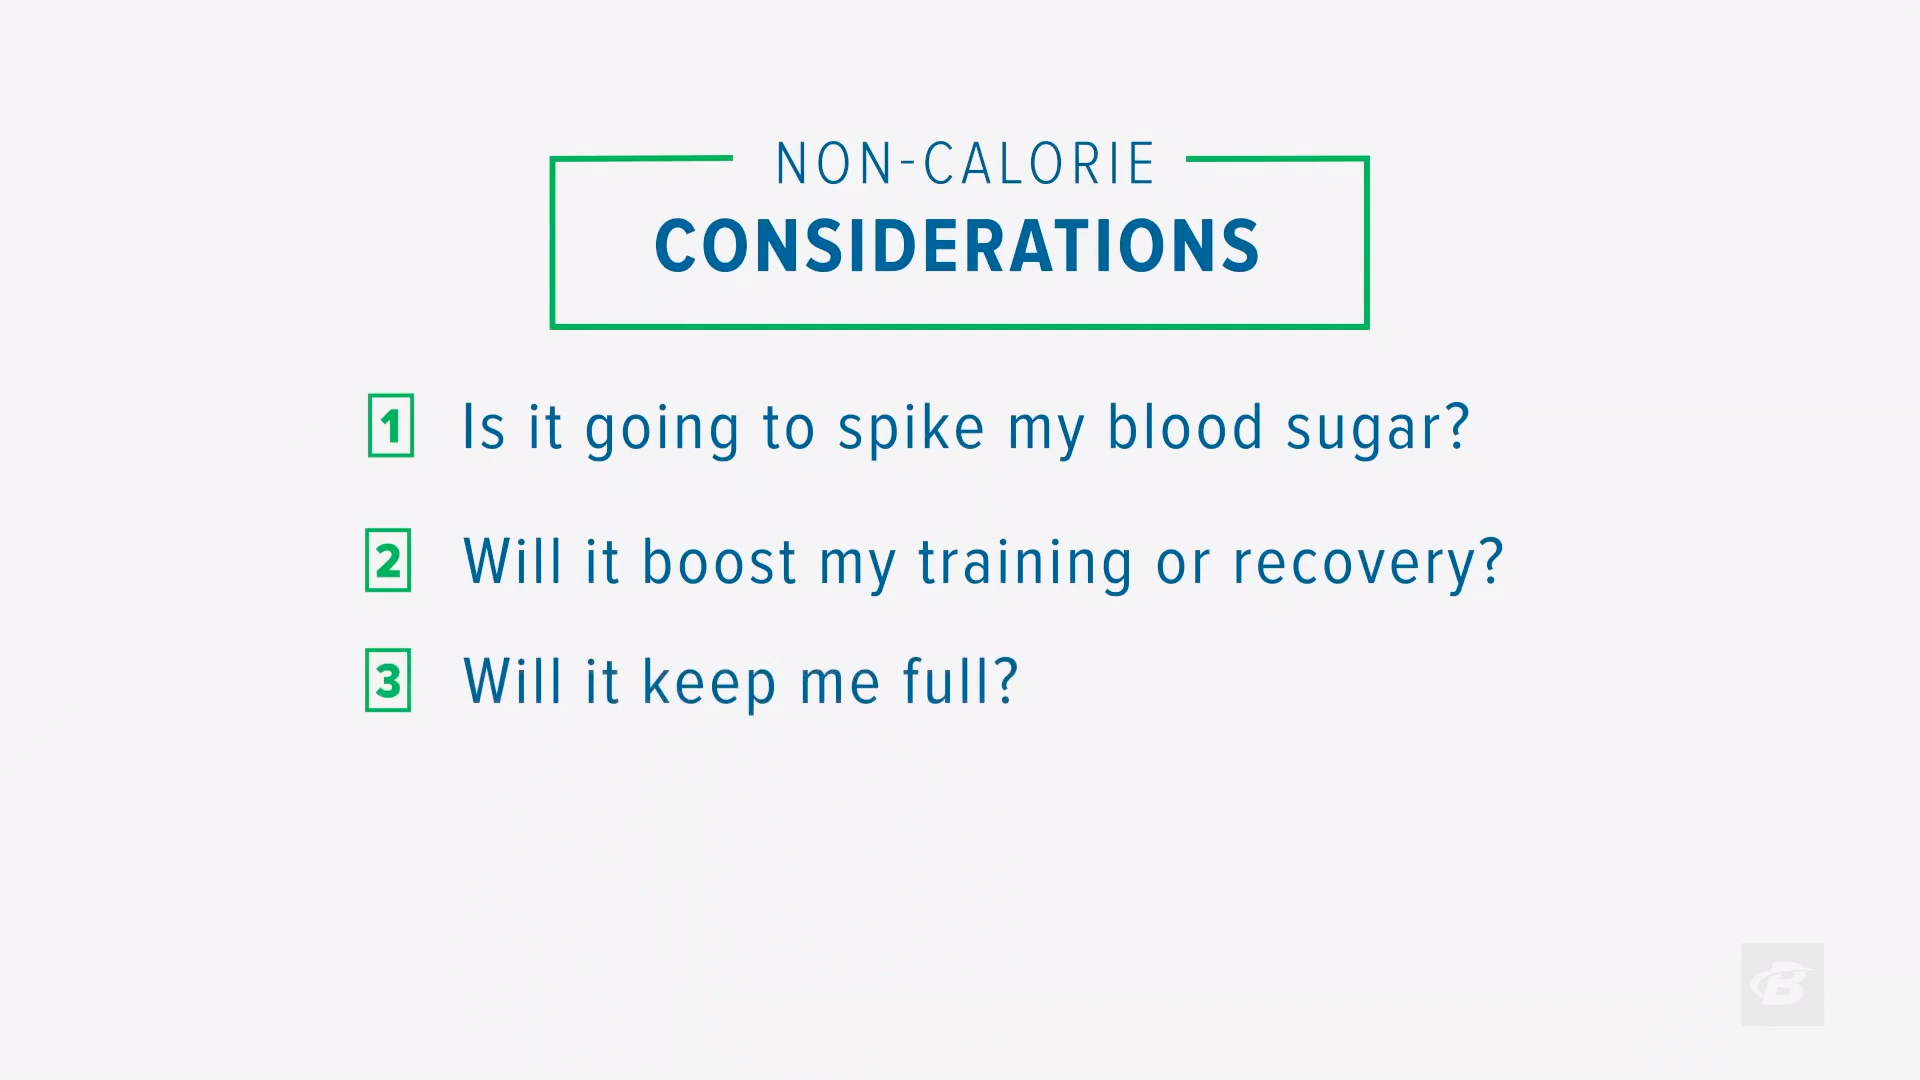 NON-CALORIE
CONSIDERATIONS
1 Is it going to spike my blood sugar?
2 Will it boost my training or recovery?
3 Will it keep me full?
B